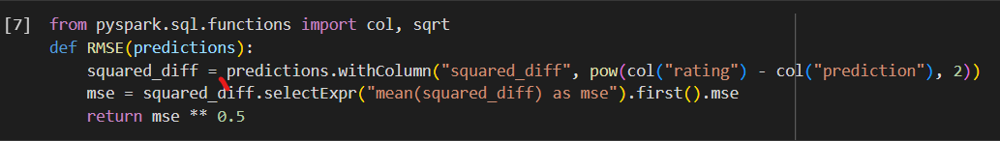 [7] from pyspark.sql.functions import col, sqrt
def RMSE(predictions):
    squared_diff = predictions.withColumn("squared_diff", pow(col("rating") - col("prediction"), 2))
    mse = squared_diff.selectExpr("mean(squared_diff) as mse").first().mse
    return mse ** 0.5